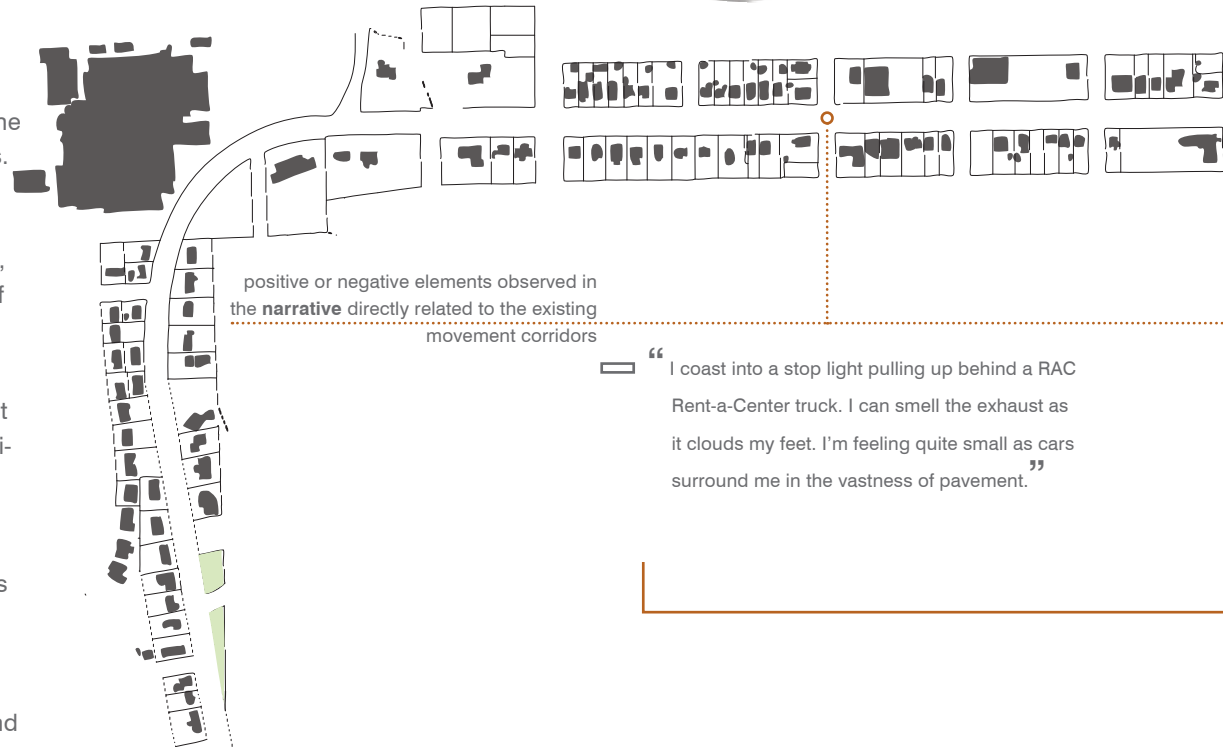 ne
s.
,
f
t
i-
s
nd
positive or negative elements observed in
the narrative directly related to the existing
movement corridors
“ I coast into a stop light pulling up behind a RAC
Rent-a-Center truck. I can smell the exhaust as
it clouds my feet. I’m feeling quite small as cars
surround me in the vastness of pavement.”